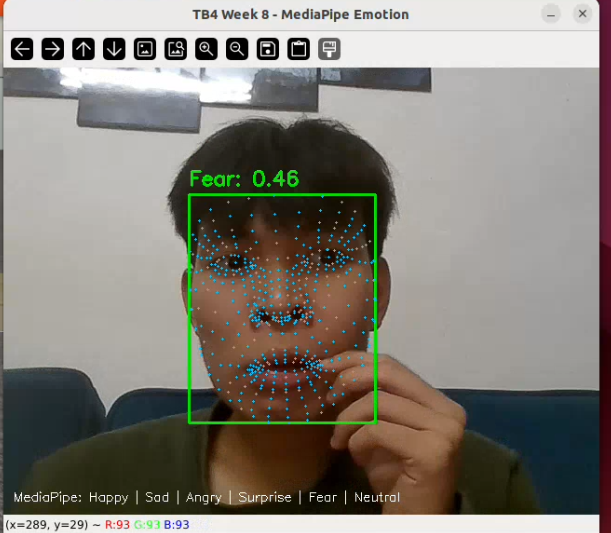 TB4 Week 8 - MediaPipe Emotion
Fear: 0.46
MediaPipe: Happy | Sad | Angry | Surprise | Fear | Neutral
(x=289, y=29) ~ R:93 G:93 B:93